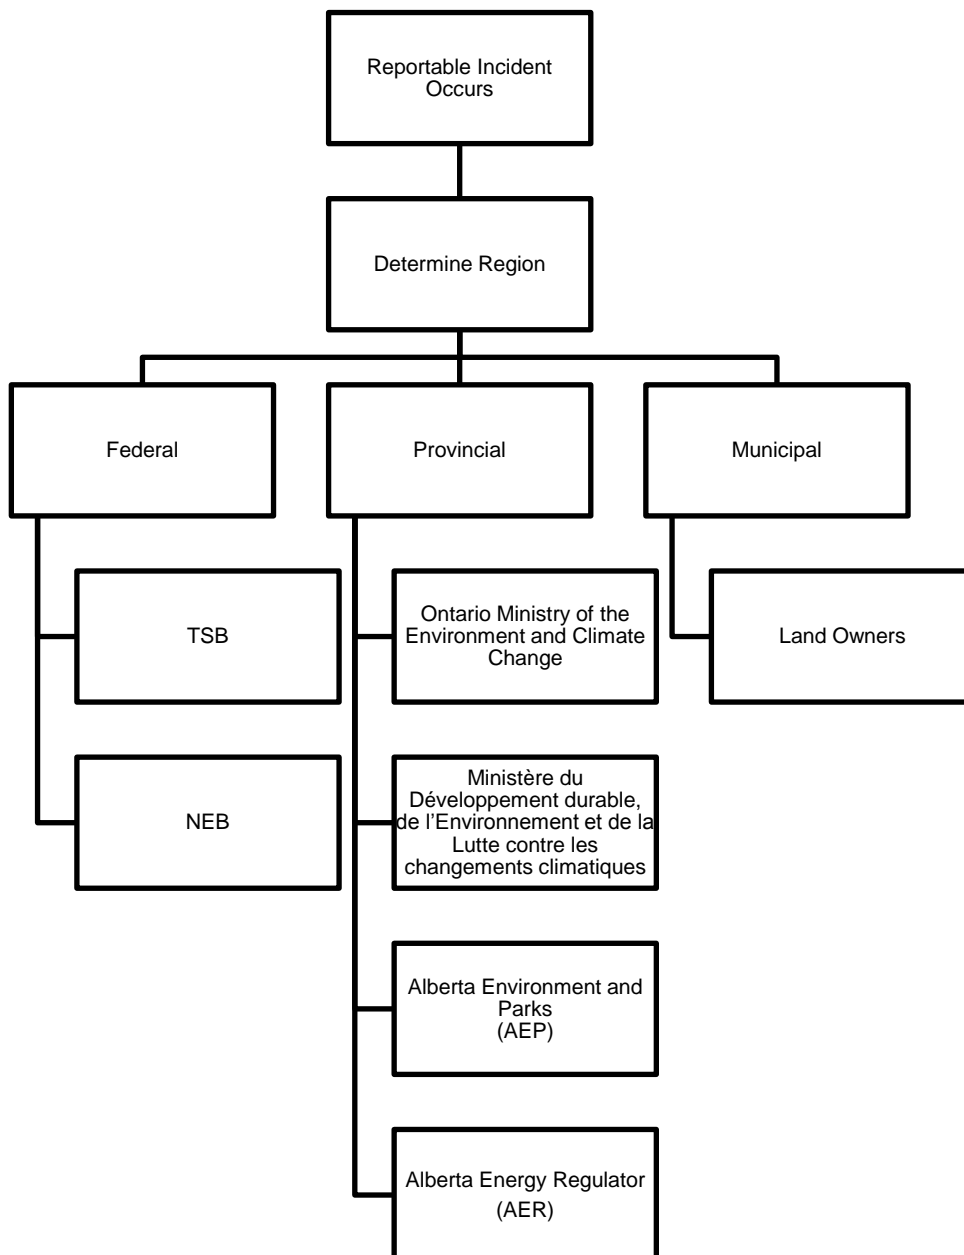 Reportable Incident
Occurs
Determine Region
Federal
Provincial
Municipal
TSB
Ontario Ministry of the
Environment and Climate
Change
Land Owners
NEB
Ministère du
Développement durable,
de l’Environnement et de la
Lutte contre les
changements climatiques
Alberta Environment and
Parks
(AEP)
Alberta Energy Regulator
(AER)